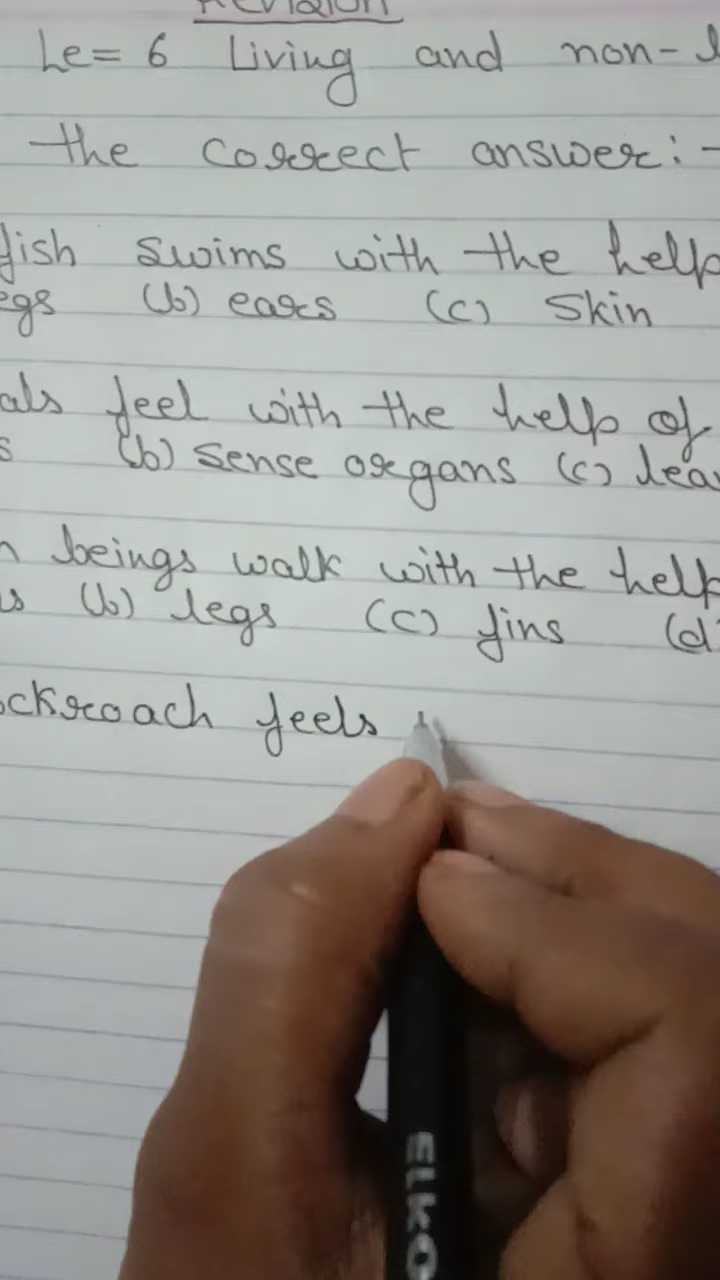 Revision
Le= 6 Living and non-
the correct answer:-
fish swims with the help
egs (b) ears (c) Skin
als feel with the help of
s (b) sense organs (c) lea
n beings walk with the help
s (b) legs (c) fins (d)
ckroach feels
ELKO